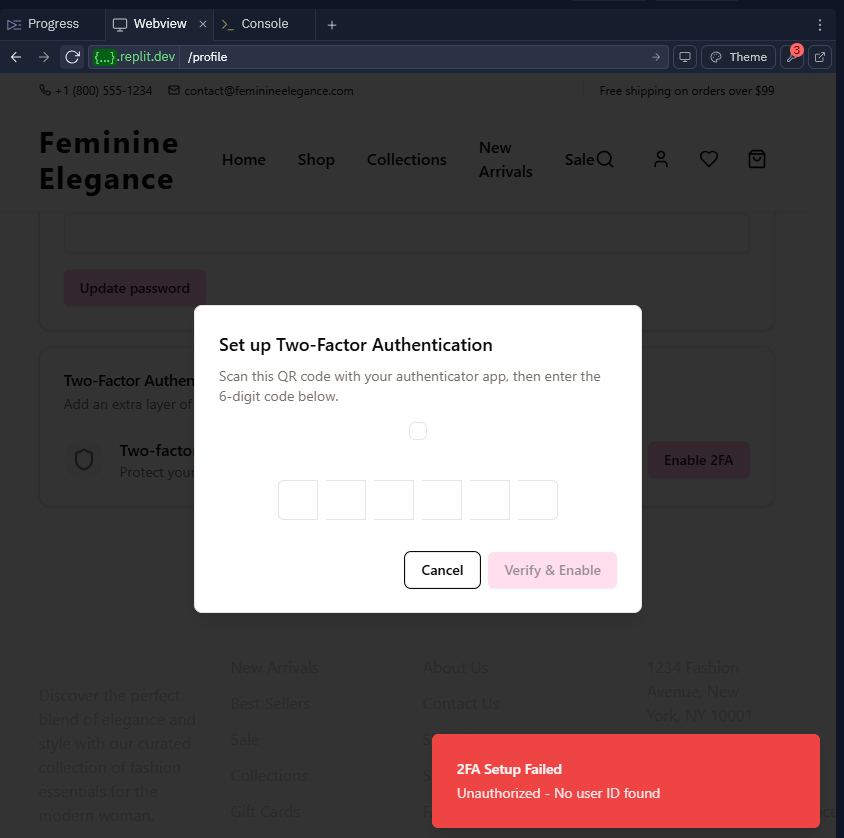 Progress
Webview
Console
{...}.replit.dev
/profile
Theme
3
+1 (800) 555-1234
contact@feminineelegance.com
Free shipping on orders over $99
Feminine
Elegance
Home
Shop
Collections
New
Arrivals
Sale
Update password
Set up Two-Factor Authentication
Scan this QR code with your authenticator app, then enter the
6-digit code below.
Two-Factor Authen
Add an extra layer of
Two-factor
Protect your
Enable 2FA
Cancel
Verify & Enable
Discover the perfect
blend of elegance and
style with our curated
collection of fashion
essentials for the
modern woman.
New Arrivals
Best Sellers
Sale
Collections
Gift Cards
About Us
Contact Us
1234 Fashion
Avenue, New
York, NY 10001
2FA Setup Failed
Unauthorized - No user ID found